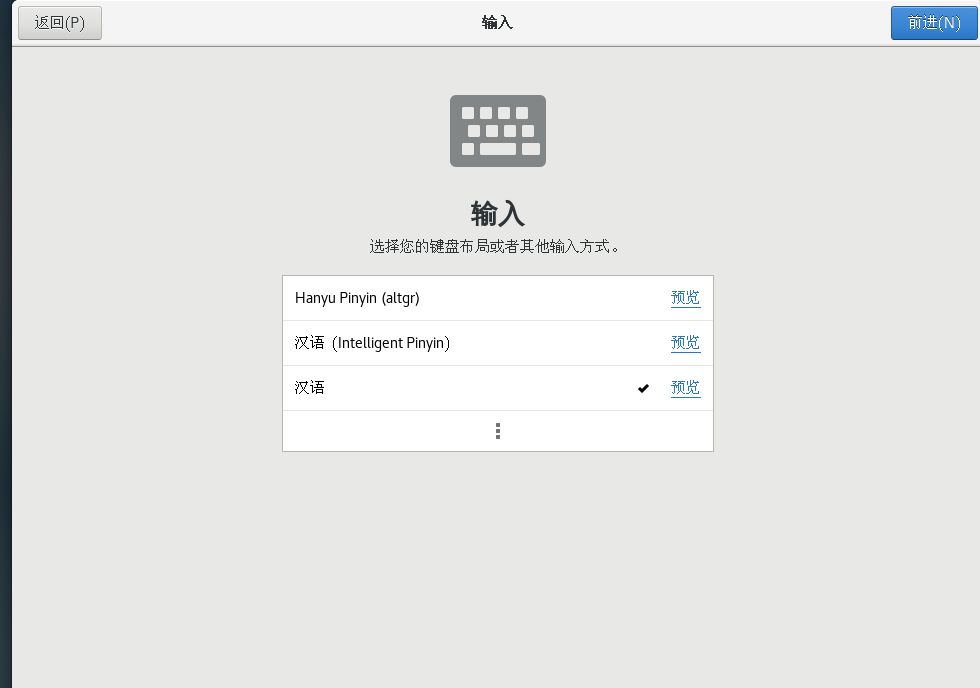 返回(P) 输入 前进(N)
输入
选择您的键盘布局或者其他输入方式。
Hanyu Pinyin (altgr) 预览
汉语 (Intelligent Pinyin) 预览
汉语 预览